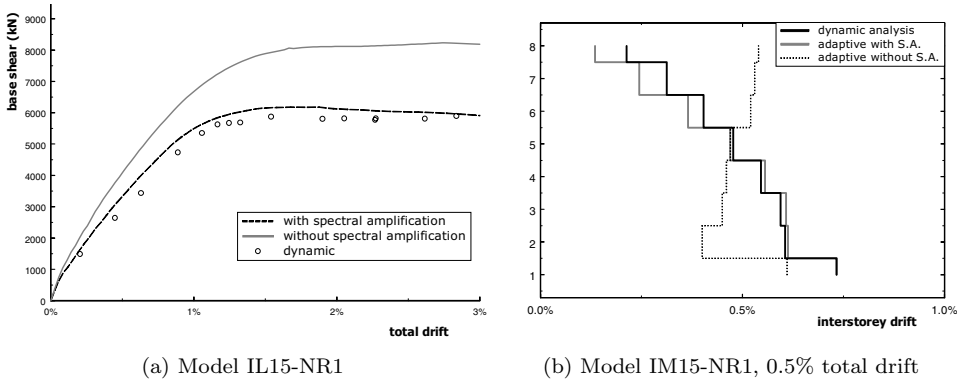 base shear (kN)
9000
8000
7000
6000
5000
4000
3000
2000
1000
0
0%
1%
2%
3%
total drift
with spectral amplification
without spectral amplification
dynamic
(a) Model IL15-NR1
8
7
6
5
4
3
2
1
0.0%
0.5%
1.0%
interstorey drift
dynamic analysis
adaptive with S.A.
adaptive without S.A.
(b) Model IM15-NR1, 0.5% total drift